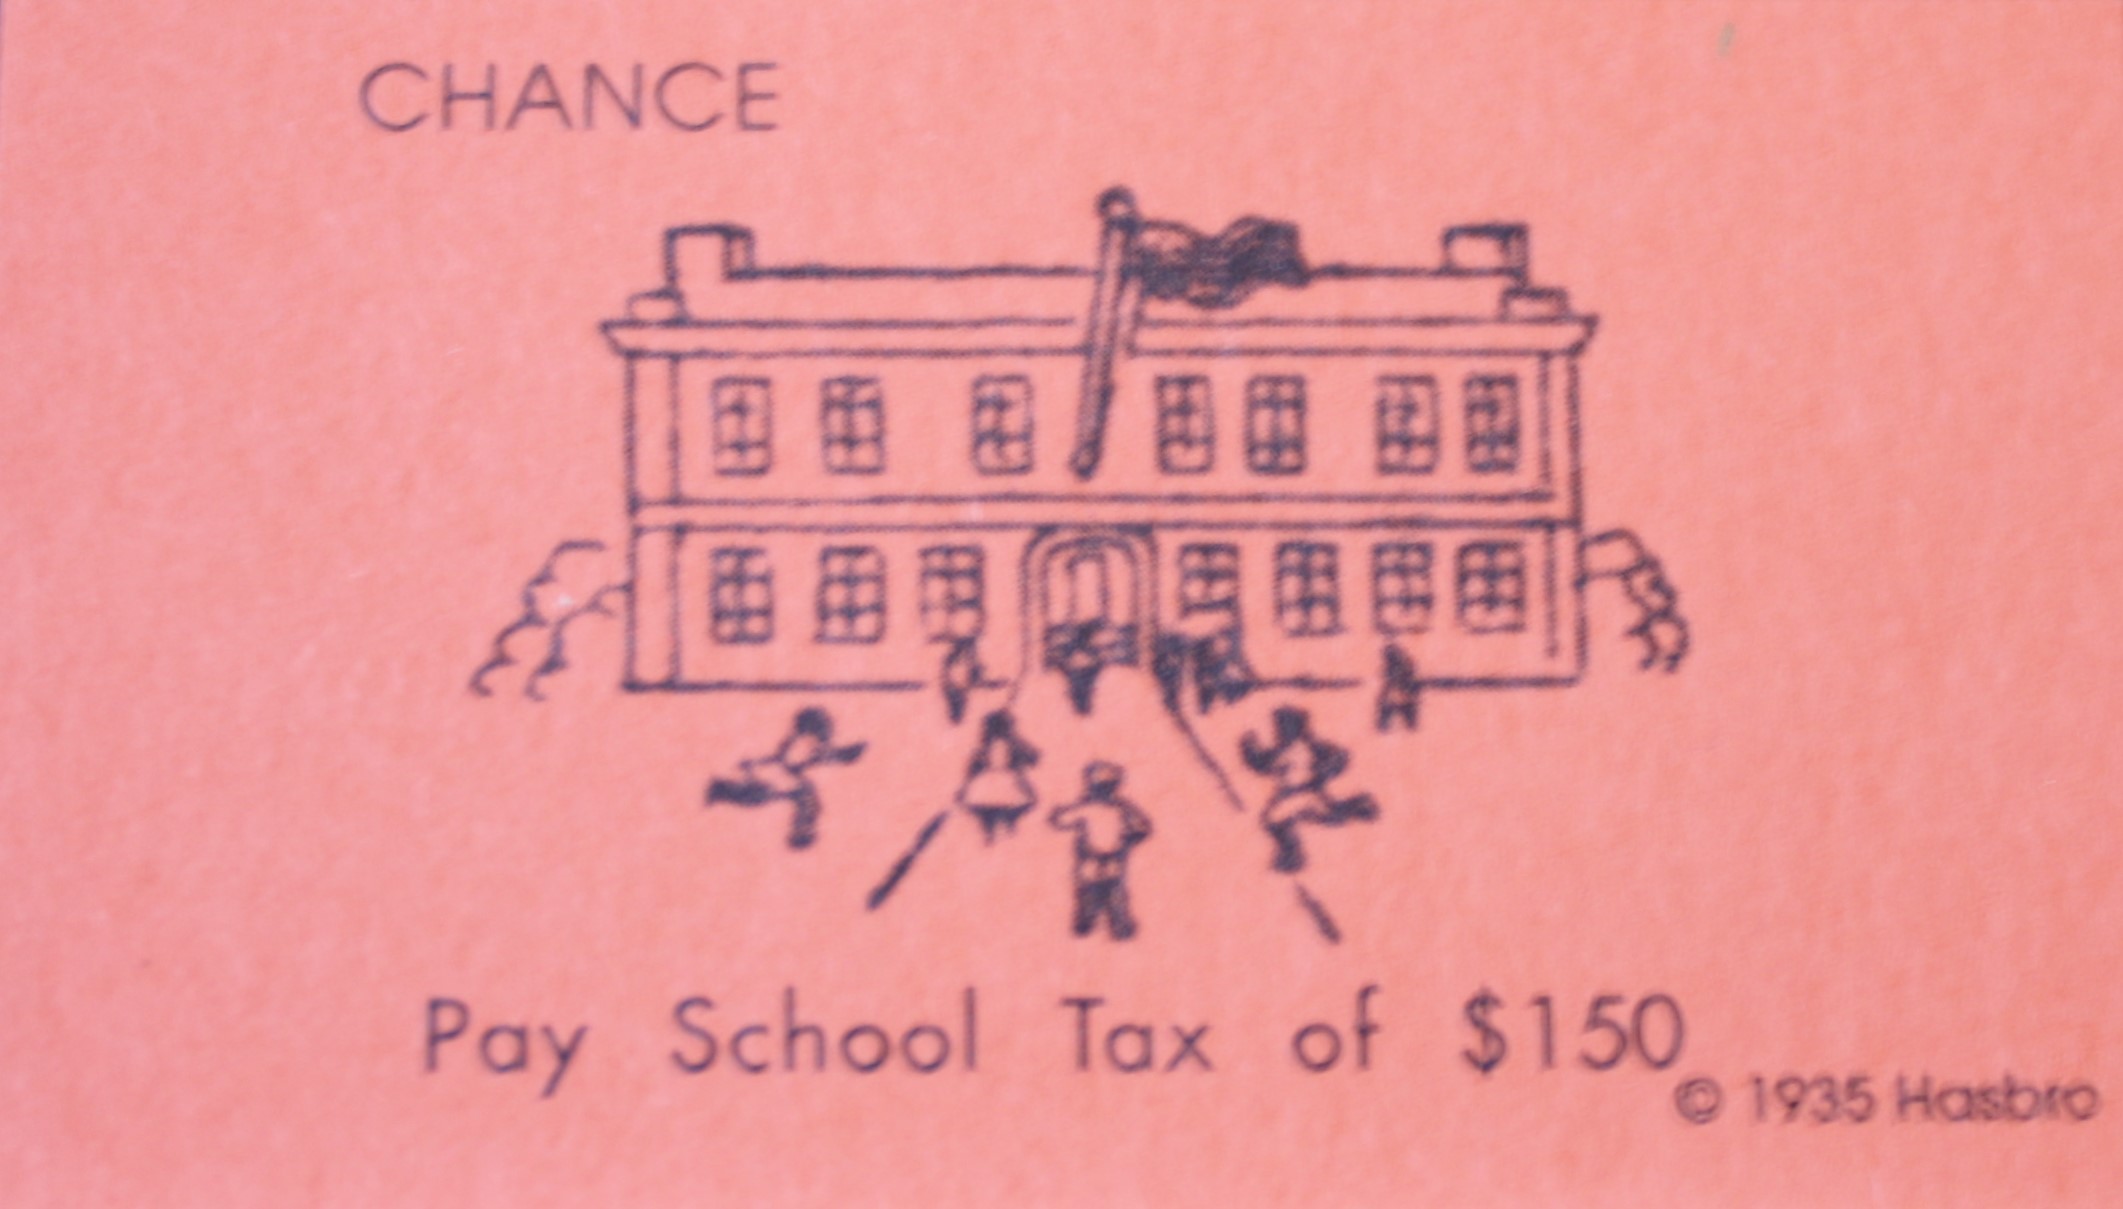 CHANCE
Pay School Tax of $150
© 1935 Hasbro